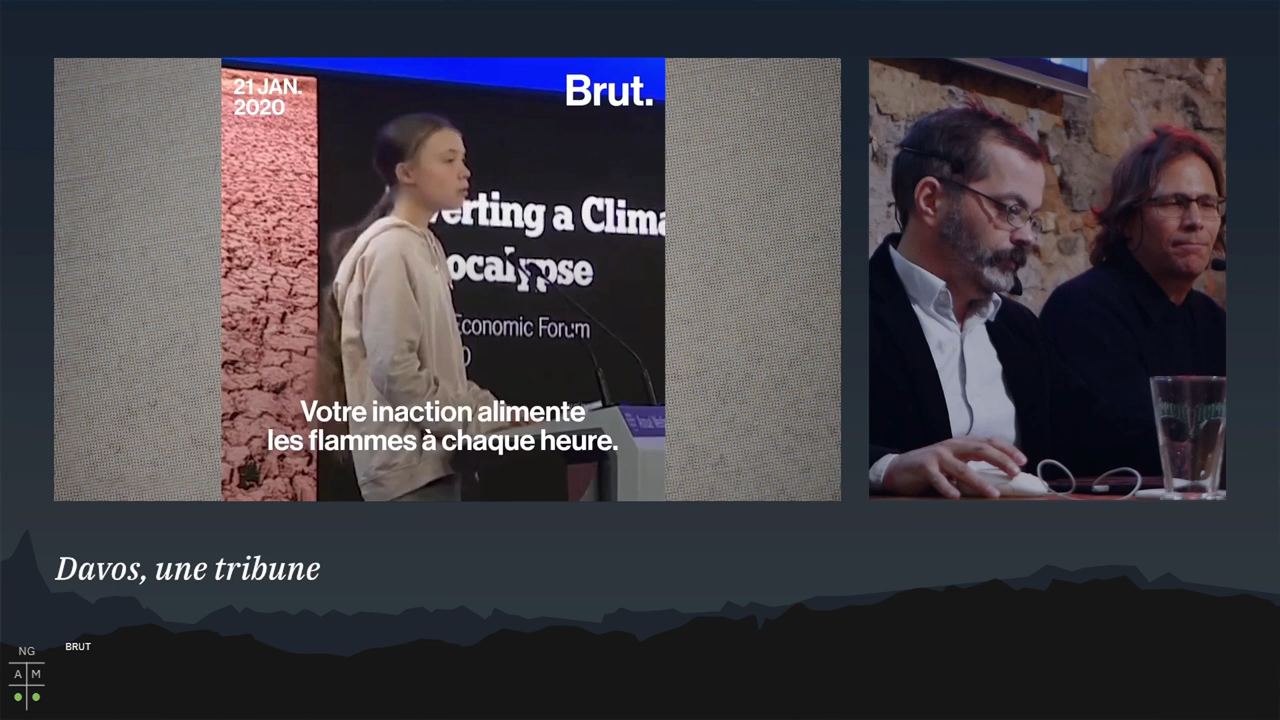 21 JAN.
2020
Brut.
erting a Clima
ocalypse
Economic Forum
Votre inaction alimente
les flammes à chaque heure.
Davos, une tribune
BRUT
NG
A M